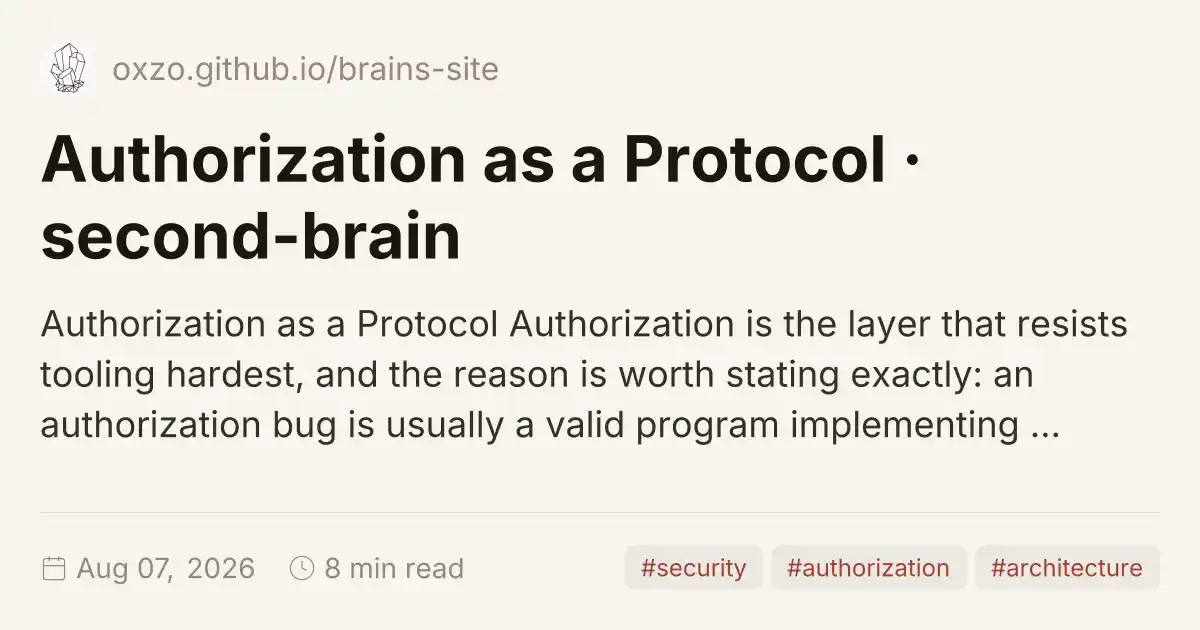 oxzo.github.io/brains-site
Authorization as a Protocol ·
second-brain
Authorization as a Protocol Authorization is the layer that resists
tooling hardest, and the reason is worth stating exactly: an
authorization bug is usually a valid program implementing ...
Aug 07, 2026 8 min read #security #authorization #architecture